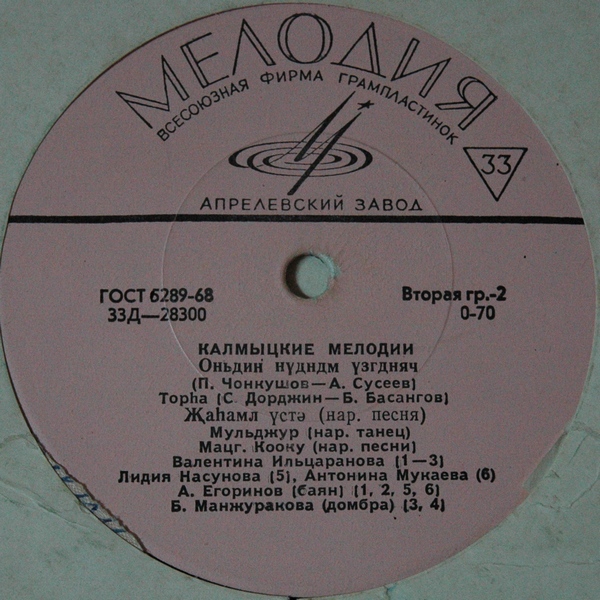 МЕЛОДИЯ
ВСЕСОЮЗНАЯ ФИРМА ГРАМПЛАСТИНОК
33
АПРЕЛЕВСКИЙ ЗАВОД
ГОСТ 6289-68
33Д—28300
Вторая гр.-2
0-70
КАЛМЫЦКИЕ МЕЛОДИИ
Оньдин нүднднм үзгдняч
(П. Чонкушов—А. Сусеев)
Торһа (С. Дорджин—Б. Басангов)
Җаһамл үстә (нар. песня)
Мульджур (нар. танец)
Мацг. Кооку (нар. песни)
Валентина Ильцаранова (1—3)
Лидия Насунова (5), Антонина Мукаева (6)
А. Егоринов (баян) (1, 2, 5, 6)
Б. Манжуракова (домбра) (3, 4)